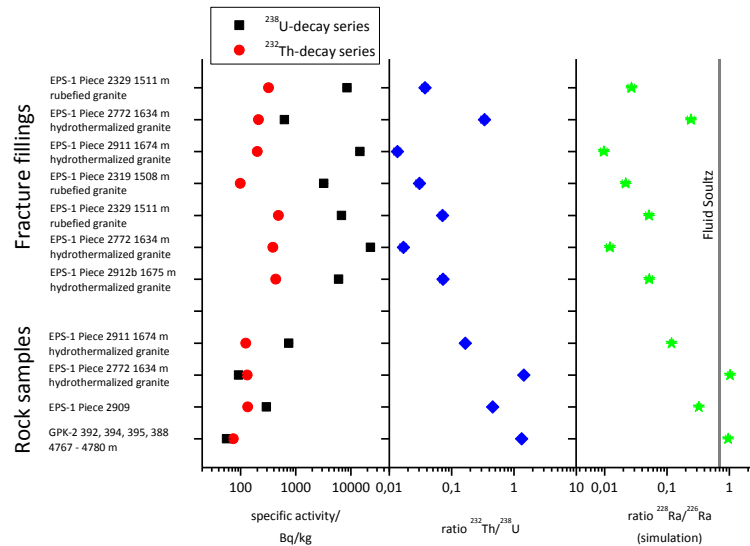 ²³⁸U-decay series
²³²Th-decay series
Fracture fillings
EPS-1 Piece 2329 1511 m
rubefied granite
EPS-1 Piece 2772 1634 m
hydrothermalized granite
EPS-1 Piece 2911 1674 m
hydrothermalized granite
EPS-1 Piece 2319 1508 m
rubefied granite
EPS-1 Piece 2329 1511 m
rubefied granite
EPS-1 Piece 2772 1634 m
hydrothermalized granite
EPS-1 Piece 2912b 1675 m
hydrothermalized granite
Rock samples
EPS-1 Piece 2911 1674 m
hydrothermalized granite
EPS-1 Piece 2772 1634 m
hydrothermalized granite
EPS-1 Piece 2909
GPK-2 392, 394, 395, 388
4767 - 4780 m
Fluid Soultz
100 1000 10000 0,01 0,1 1 10 0,01 0,1 1
specific activity/
Bq/kg
ratio ²³²Th/²³⁸U
ratio ²²⁸Ra/²²⁶Ra
(simulation)